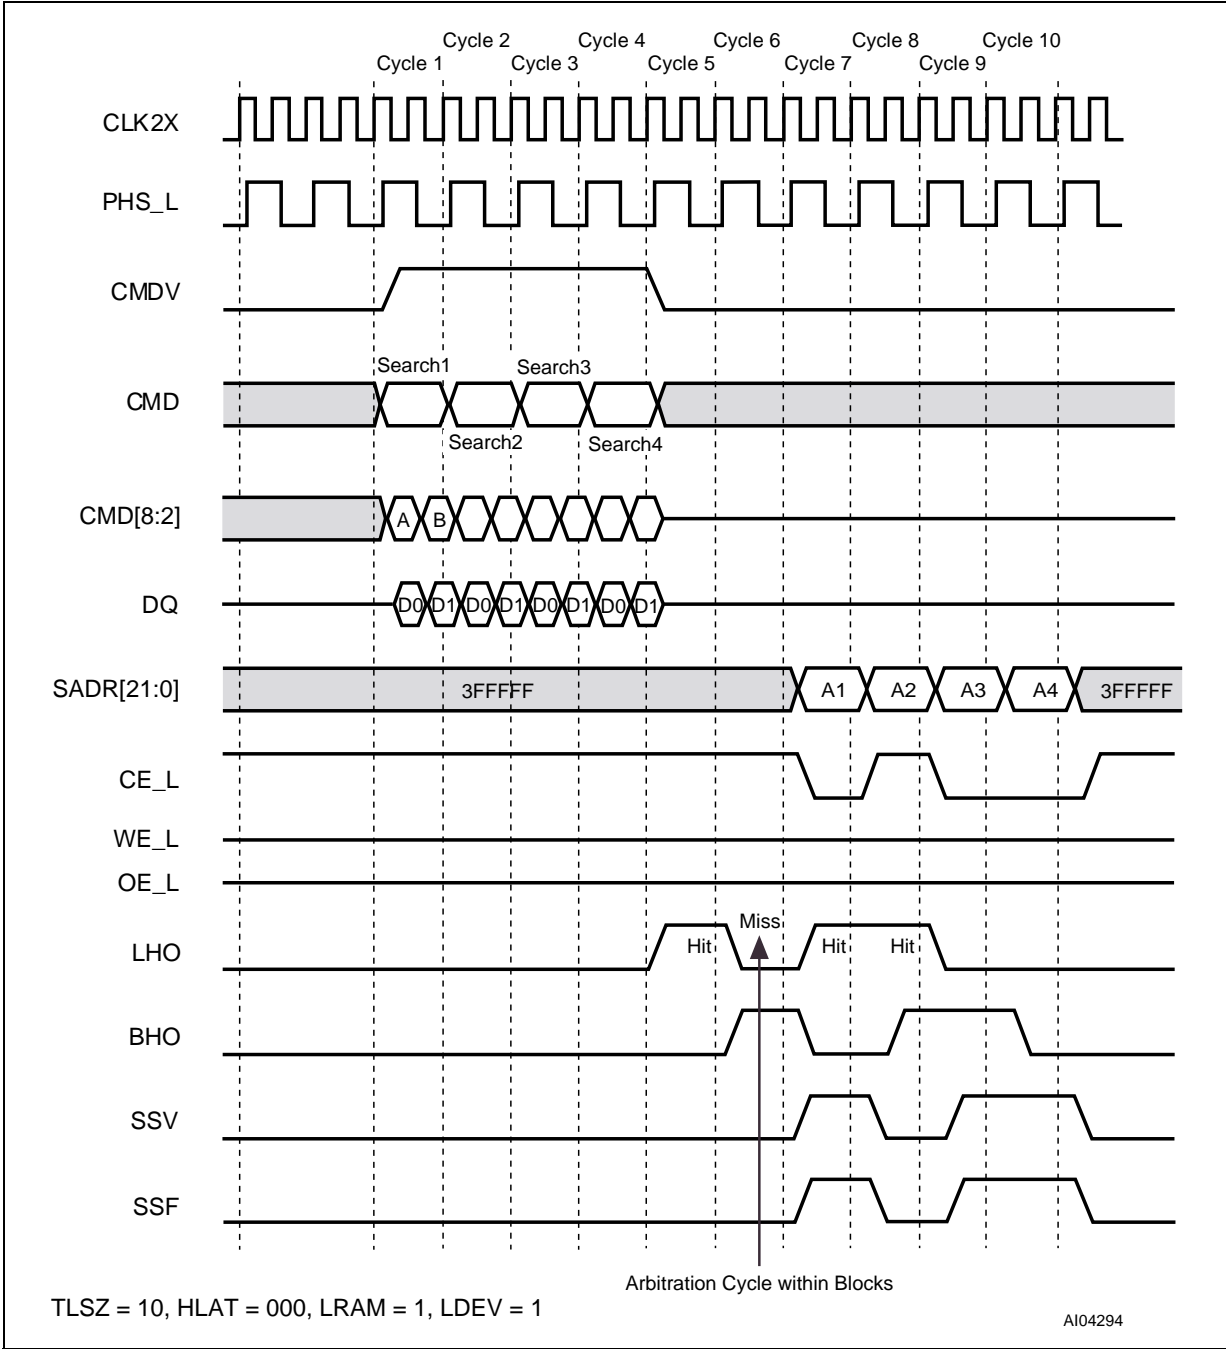 Cycle 2 Cycle 4 Cycle 6 Cycle 8 Cycle 10
Cycle 1 Cycle 3 Cycle 5 Cycle 7 Cycle 9
CLK2X
PHS_L
CMDV
Search1 Search3
CMD
Search2 Search4
CMD[8:2] A B
DQ D0 D1 D0 D1 D0 D1 D0 D1
SADR[21:0] 3FFFFF A1 A2 A3 A4 3FFFFF
CE_L
WE_L
OE_L
Miss
LHO Hit Hit Hit
BHO
SSV
SSF
Arbitration Cycle within Blocks
TLSZ = 10, HLAT = 000, LRAM = 1, LDEV = 1
AI04294